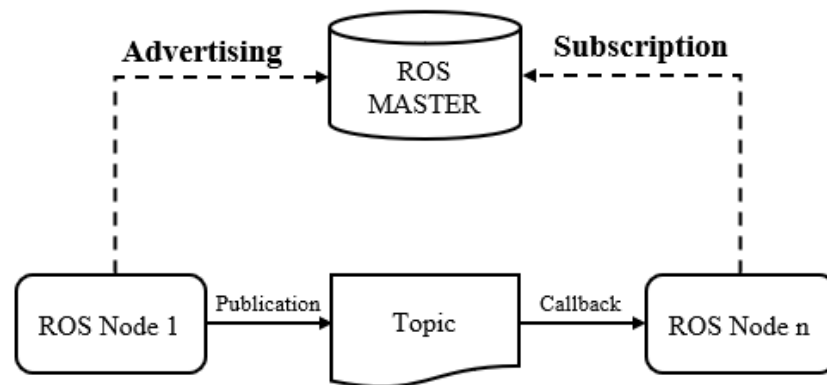 Advertising
Subscription
ROS
MASTER
ROS Node 1
Publication
Topic
Callback
ROS Node n